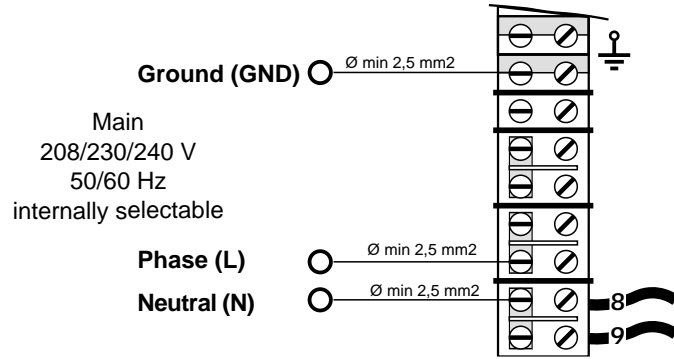 Ground (GND)
Ø min 2,5 mm2
Main
208/230/240 V
50/60 Hz
internally selectable
Phase (L)
Ø min 2,5 mm2
Neutral (N)
Ø min 2,5 mm2
8
9